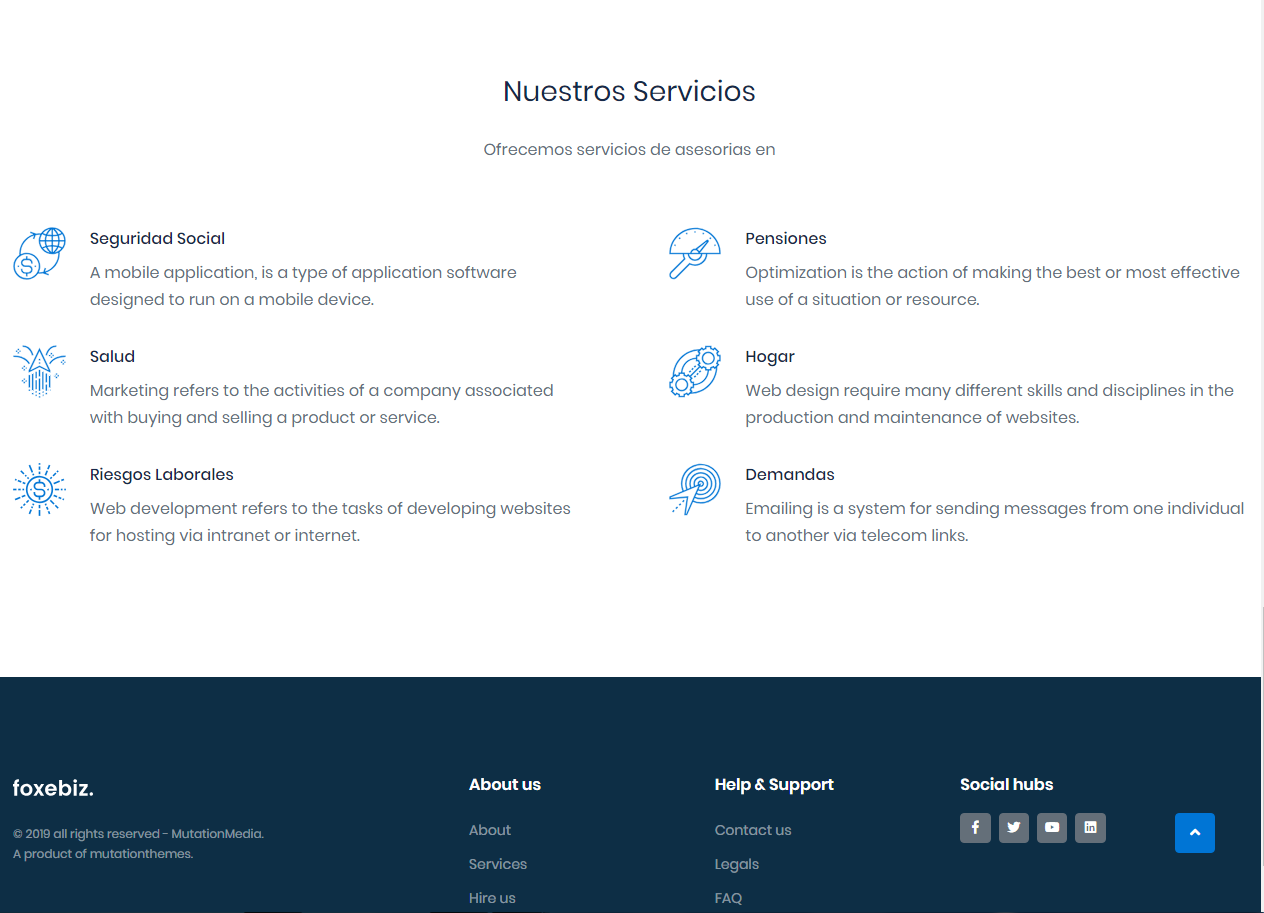 Nuestros Servicios
Ofrecemos servicios de asesorias en
Seguridad Social
A mobile application, is a type of application software
designed to run on a mobile device.
Pensiones
Optimization is the action of making the best or most effective
use of a situation or resource.
Salud
Marketing refers to the activities of a company associated
with buying and selling a product or service.
Hogar
Web design require many different skills and disciplines in the
production and maintenance of websites.
Riesgos Laborales
Web development refers to the tasks of developing websites
for hosting via intranet or internet.
Demandas
Emailing is a system for sending messages from one individual
to another via telecom links.
foxebiz.
© 2019 all rights reserved - MutationMedia.
A product of mutationthemes.
About us
About
Services
Hire us
Help & Support
Contact us
Legals
FAQ
Social hubs